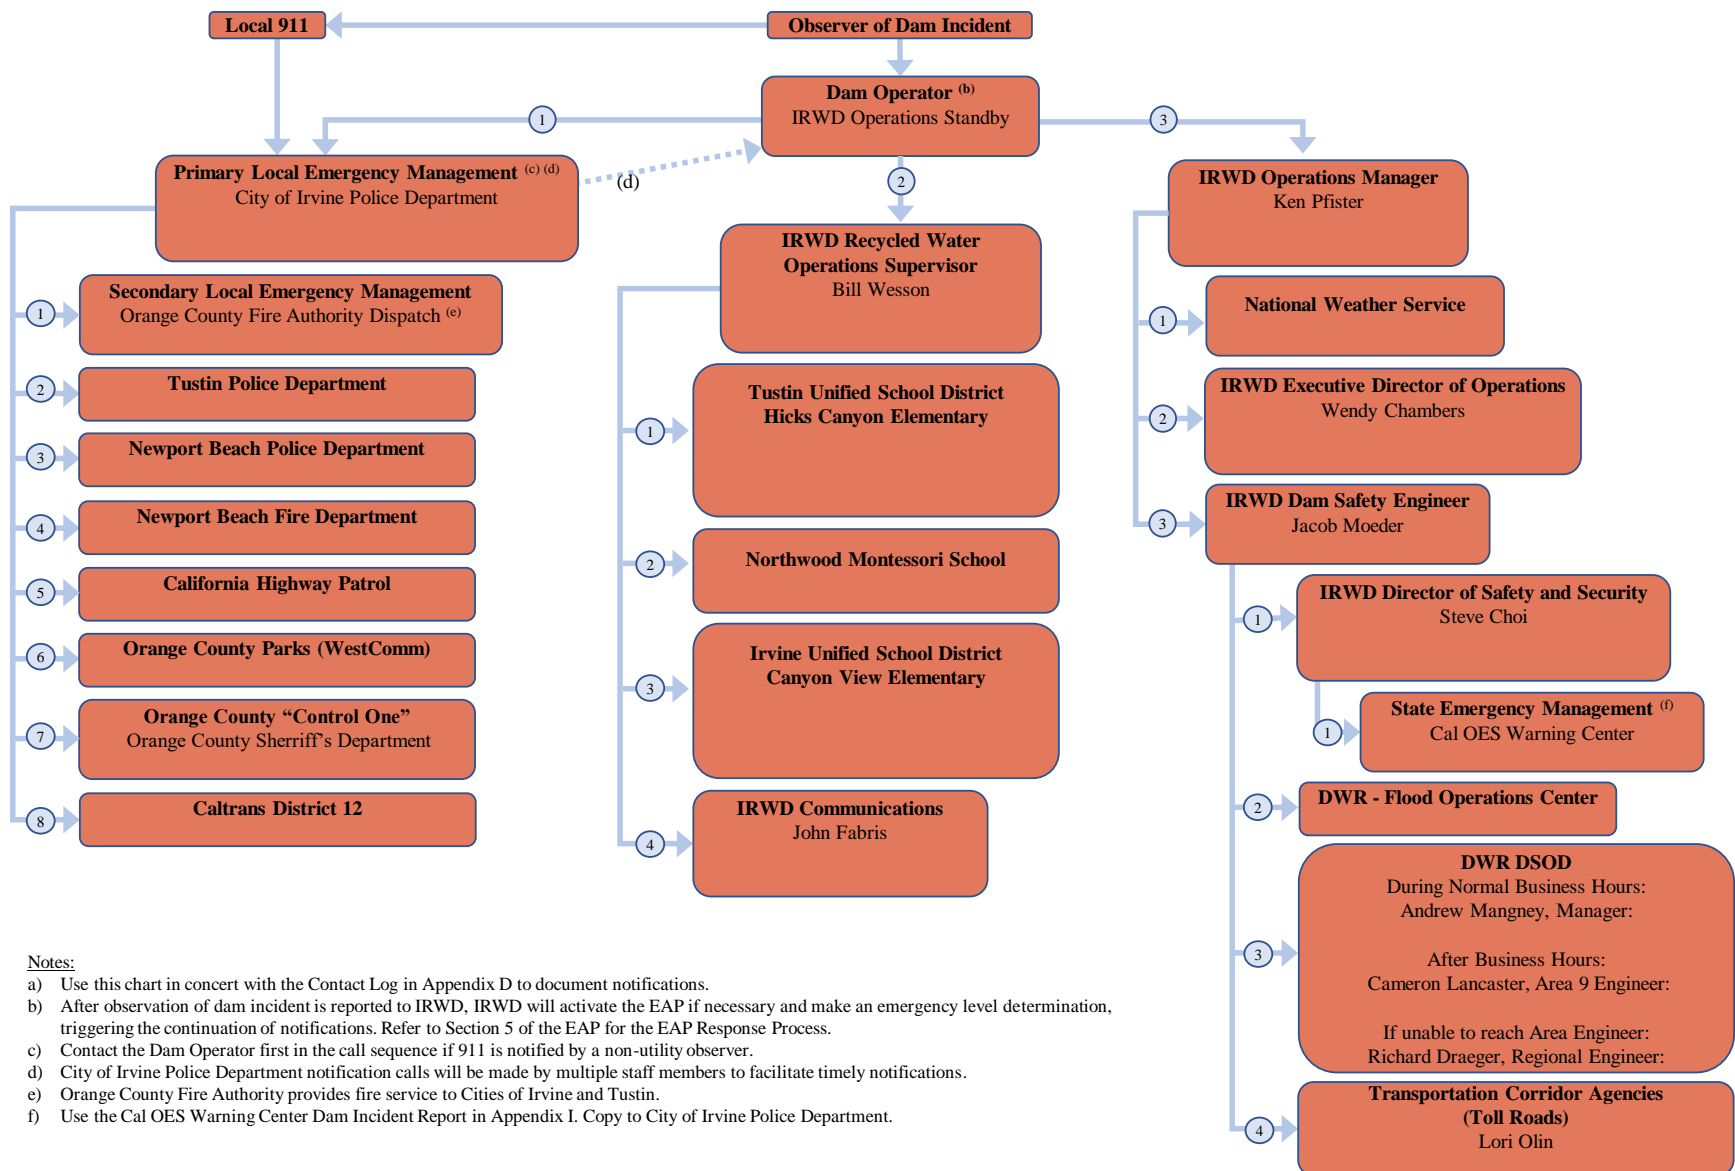 Local 911
Observer of Dam Incident
Dam Operator (b)
IRWD Operations Standby
1
3
Primary Local Emergency Management (c) (d)
City of Irvine Police Department
(d)
2
IRWD Operations Manager
Ken Pfister
Secondary Local Emergency Management
Orange County Fire Authority Dispatch (e)
1
Tustin Police Department
2
Newport Beach Police Department
3
Newport Beach Fire Department
4
California Highway Patrol
5
Orange County Parks (WestComm)
6
Orange County “Control One”
Orange County Sherriff’s Department
7
Caltrans District 12
8
IRWD Recycled Water
Operations Supervisor
Bill Wesson
Tustin Unified School District
Hicks Canyon Elementary
1
Northwood Montessori School
2
Irvine Unified School District
Canyon View Elementary
3
IRWD Communications
John Fabris
4
National Weather Service
1
IRWD Executive Director of Operations
Wendy Chambers
2
IRWD Dam Safety Engineer
Jacob Moeder
3
IRWD Director of Safety and Security
Steve Choi
1
State Emergency Management (f)
Cal OES Warning Center
1
DWR - Flood Operations Center
2
DWR DSOD
During Normal Business Hours:
Andrew Mangney, Manager:
After Business Hours:
Cameron Lancaster, Area 9 Engineer:
If unable to reach Area Engineer:
Richard Draeger, Regional Engineer:
3
Transportation Corridor Agencies
(Toll Roads)
Lori Olin
4
Notes:
a) Use this chart in concert with the Contact Log in Appendix D to document notifications.
b) After observation of dam incident is reported to IRWD, IRWD will activate the EAP if necessary and make an emergency level determination,
triggering the continuation of notifications. Refer to Section 5 of the EAP for the EAP Response Process.
c) Contact the Dam Operator first in the call sequence if 911 is notified by a non-utility observer.
d) City of Irvine Police Department notification calls will be made by multiple staff members to facilitate timely notifications.
e) Orange County Fire Authority provides fire service to Cities of Irvine and Tustin.
f) Use the Cal OES Warning Center Dam Incident Report in Appendix I. Copy to City of Irvine Police Department.